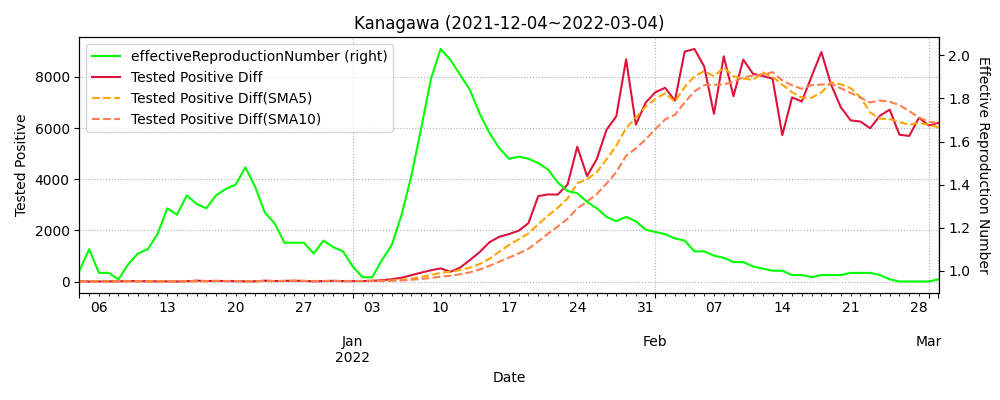 Kanagawa (2021-12-04~2022-03-04)
effectiveReproductionNumber (right)
Tested Positive Diff
Tested Positive Diff(SMA5)
Tested Positive Diff(SMA10)
Tested Positive
8000
6000
4000
2000
0
2.0
1.8
1.6
1.4
1.2
1.0
Effective Reproduction Number
06 13 20 27 03 10 17 24 31 07 14 21 28
Jan Feb Mar
2022
Date